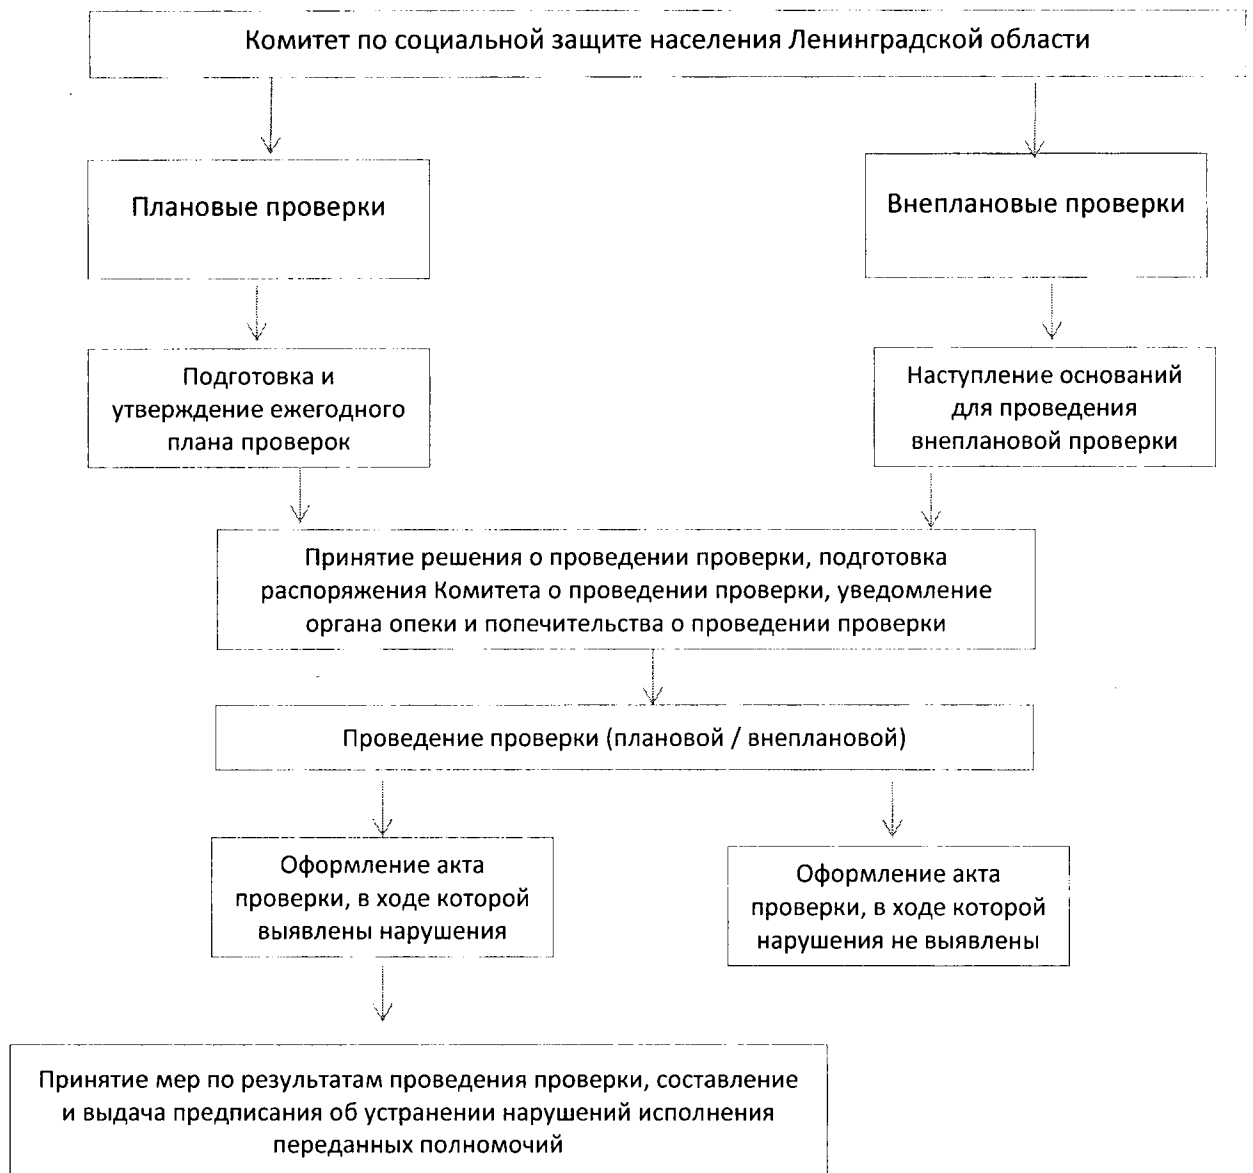 Комитет по социальной защите населения Ленинградской области
Плановые проверки
Внеплановые проверки
Подготовка и
утверждение ежегодного
плана проверок
Наступление оснований
для проведения
внеплановой проверки
Принятие решения о проведении проверки, подготовка
распоряжения Комитета о проведении проверки, уведомление
органа опеки и попечительства о проведении проверки
Проведение проверки (плановой / внеплановой)
Оформление акта
проверки, в ходе которой
выявлены нарушения
Оформление акта
проверки, в ходе которой
нарушения не выявлены
Принятие мер по результатам проведения проверки, составление
и выдача предписания об устранении нарушений исполнения
переданных полномочий